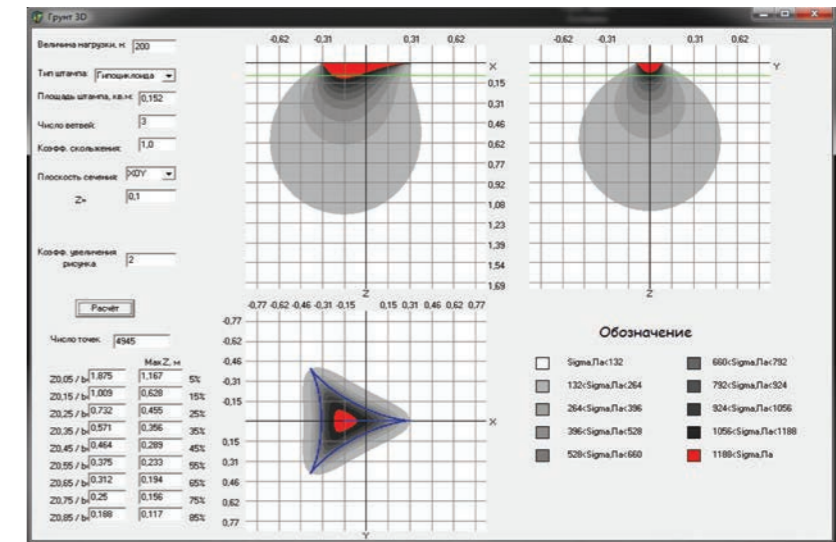 Грунт 3D
Величина нагрузки, н: 200
Тип штампа: Гипоциклоида
Площадь штампа, кв.м: 0,152
Число ветвей: 3
Коэфф. скольжения: 1,0
Плоскость сечения: XOY
Z= 0,1
Коэфф. увеличения рисунка 2
Расчёт
Число точек: 4945
Мак Z, м
Z0,05 / b 1,875 1,167 5%
Z0,15 / b 1,009 0,628 15%
Z0,25 / b 0,732 0,455 25%
Z0,35 / b 0,571 0,356 35%
Z0,45 / b 0,464 0,289 45%
Z0,55 / b 0,375 0,233 55%
Z0,65 / b 0,312 0,194 65%
Z0,75 / b 0,25 0,156 75%
Z0,85 / b 0,188 0,117 85%
-0,62 -0,31 0,31 0,62
X
0,15
0,31
0,46
0,62
0,77
0,92
1,08
1,23
1,39
1,54
1,69
Z
-0,62 -0,31 0,31 0,62
Y
Z
-0,77 -0,62 -0,46 -0,31 -0,15 0,15 0,31 0,46 0,62 0,77
-0,77
-0,62
-0,46
-0,31
-0,15
X
0,15
0,31
0,46
0,62
0,77
Y
Обозначение
Sigma,Па<132
132<Sigma,Па<264
264<Sigma,Па<396
396<Sigma,Па<528
528<Sigma,Па<660
660<Sigma,Па<792
792<Sigma,Па<924
924<Sigma,Па<1056
1056<Sigma,Па<1188
1188<Sigma,Па